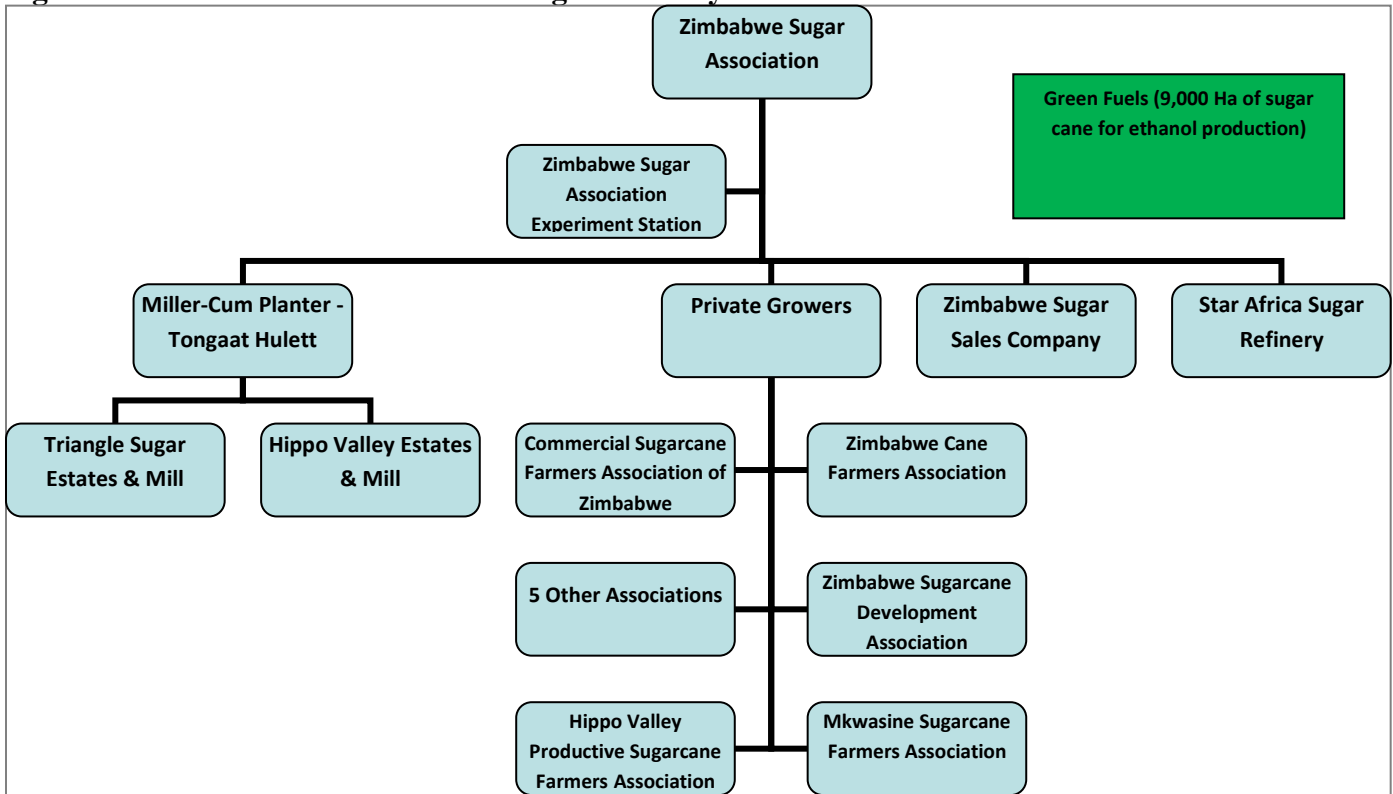 Zimbabwe Sugar
Association
Green Fuels (9,000 Ha of sugar
cane for ethanol production)
Zimbabwe Sugar
Association
Experiment Station
Miller-Cum Planter -
Tongaat Hulett
Private Growers
Zimbabwe Sugar
Sales Company
Star Africa Sugar
Refinery
Triangle Sugar
Estates & Mill
Hippo Valley Estates
& Mill
Commercial Sugarcane
Farmers Association of
Zimbabwe
Zimbabwe Cane
Farmers Association
5 Other Associations
Zimbabwe Sugarcane
Development
Association
Hippo Valley
Productive Sugarcane
Farmers Association
Mkwasine Sugarcane
Farmers Association